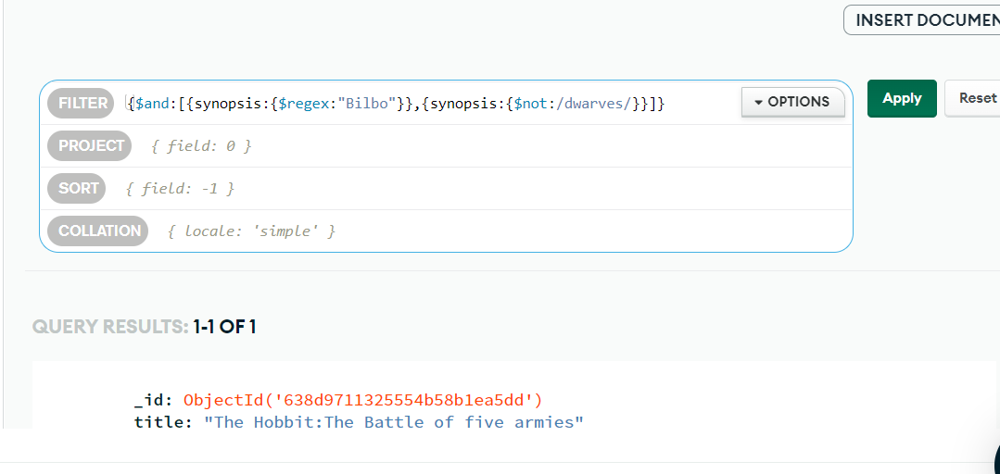 INSERT DOCUMEN
FILTER {$and:[{synopsis:{$regex:"Bilbo"}},{synopsis:{$not:/dwarves/}}]} OPTIONS Apply Reset
PROJECT { field: 0 }
SORT { field: -1 }
COLLATION { locale: 'simple' }
QUERY RESULTS: 1-1 OF 1
_id: ObjectId('638d9711325554b58b1ea5dd')
title: "The Hobbit:The Battle of five armies"